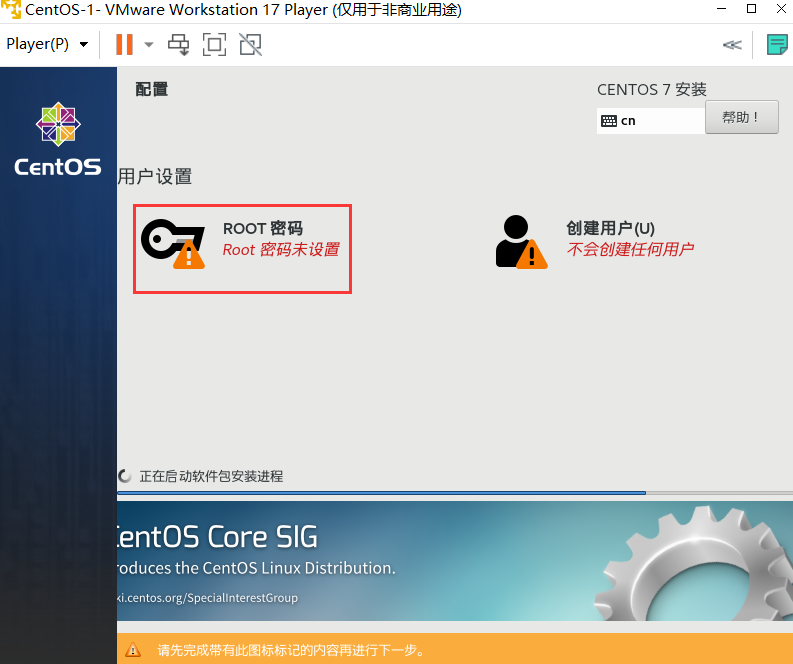 CentOS-1- VMware Workstation 17 Player (仅用于非商业用途)
Player(P)
配置
CENTOS 7 安装
cn
帮助！
CentOS
用户设置
ROOT 密码
Root 密码未设置
创建用户(U)
不会创建任何用户
正在启动软件包安装进程
CentOS Core SIG
roduces the CentOS Linux Distribution.
ki.centos.org/SpecialInterestGroup
请先完成带有此图标标记的内容再进行下一步。